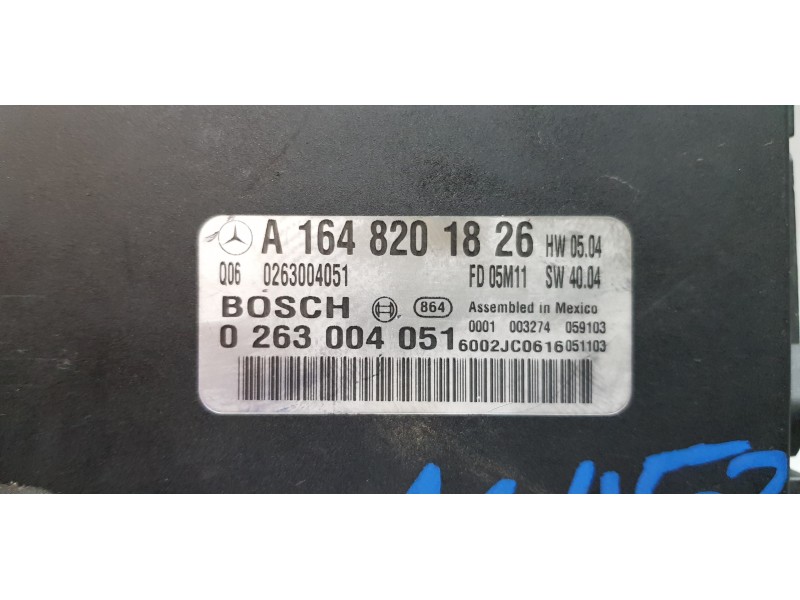 A 164 820 18 26 HW 05.04
Q06 0263004051 FD 05M11 SW 40.04
BOSCH 864 Assembled in Mexico
0001 003274 059103
0 263 004 051 6002JC0616 051103